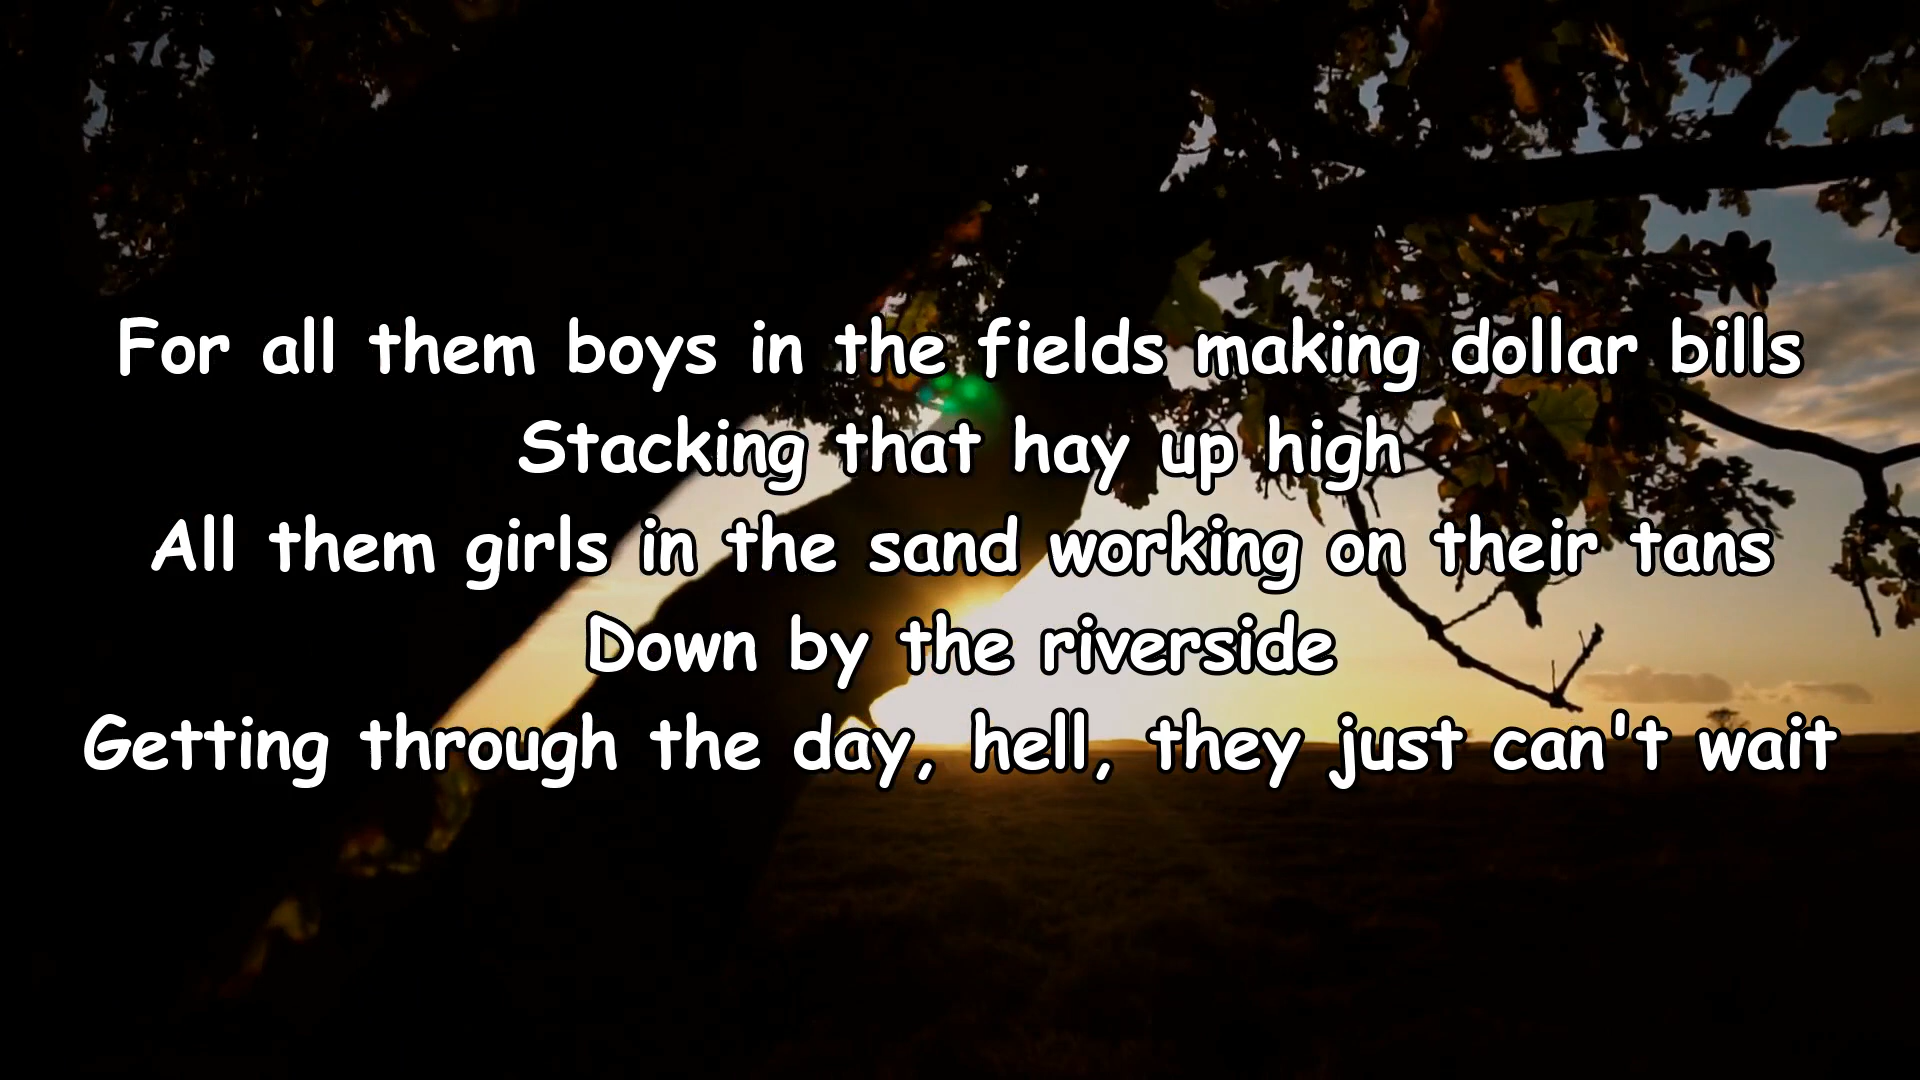 For all them boys in the fields making dollar bills
Stacking that hay up high
All them girls in the sand working on their tans
Down by the riverside
Getting through the day, hell, they just can't wait